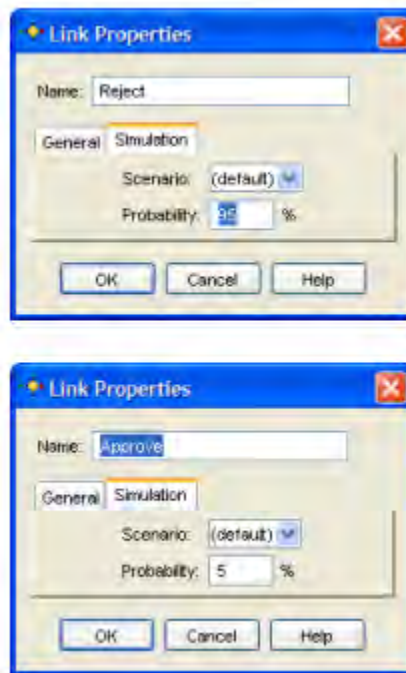 Link Properties
Name: Reject
General Simulation
Scenario: (default)
Probability: 95 %
OK Cancel Help
Link Properties
Name: Approve
General Simulation
Scenario: (default)
Probability: 5 %
OK Cancel Help